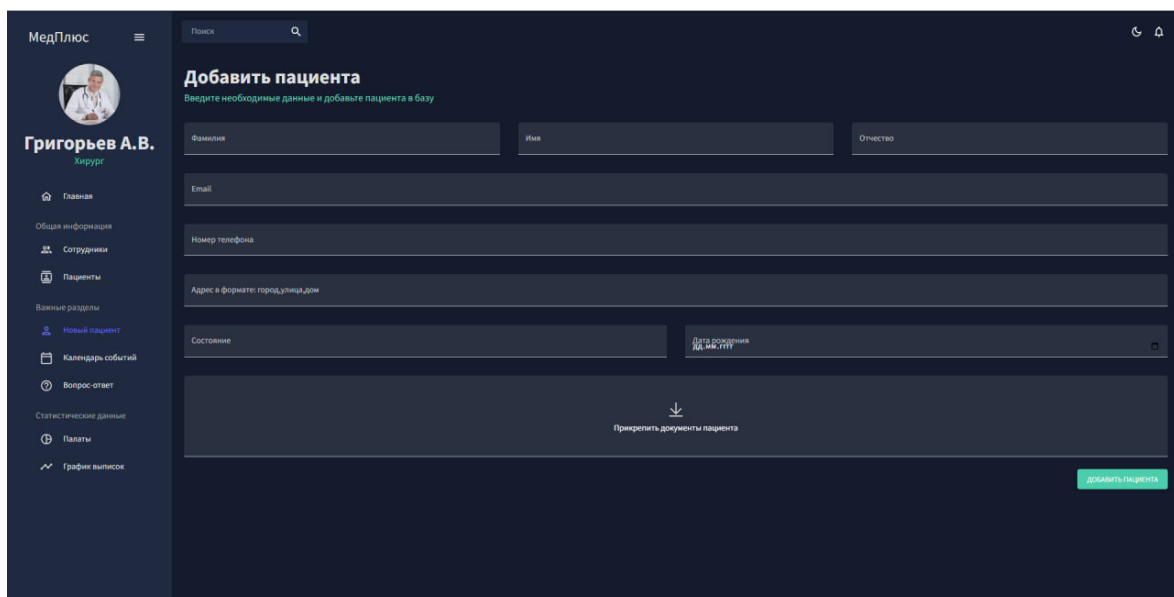 МедПлюс
Григорьев А.В.
Хирург
Главная
Общая информация
Сотрудники
Пациенты
Важные разделы
Новый пациент
Календарь событий
Вопрос-ответ
Статистические данные
Палаты
График выписок
Поиск
Добавить пациента
Введите необходимые данные и добавьте пациента в базу
Фамилия
Имя
Отчество
Email
Номер телефона
Адрес в формате: город,улица,дом
Состояние
Дата рождения
дд.мм.гггг
Прикрепить документы пациента
ДОБАВИТЬ ПАЦИЕНТА